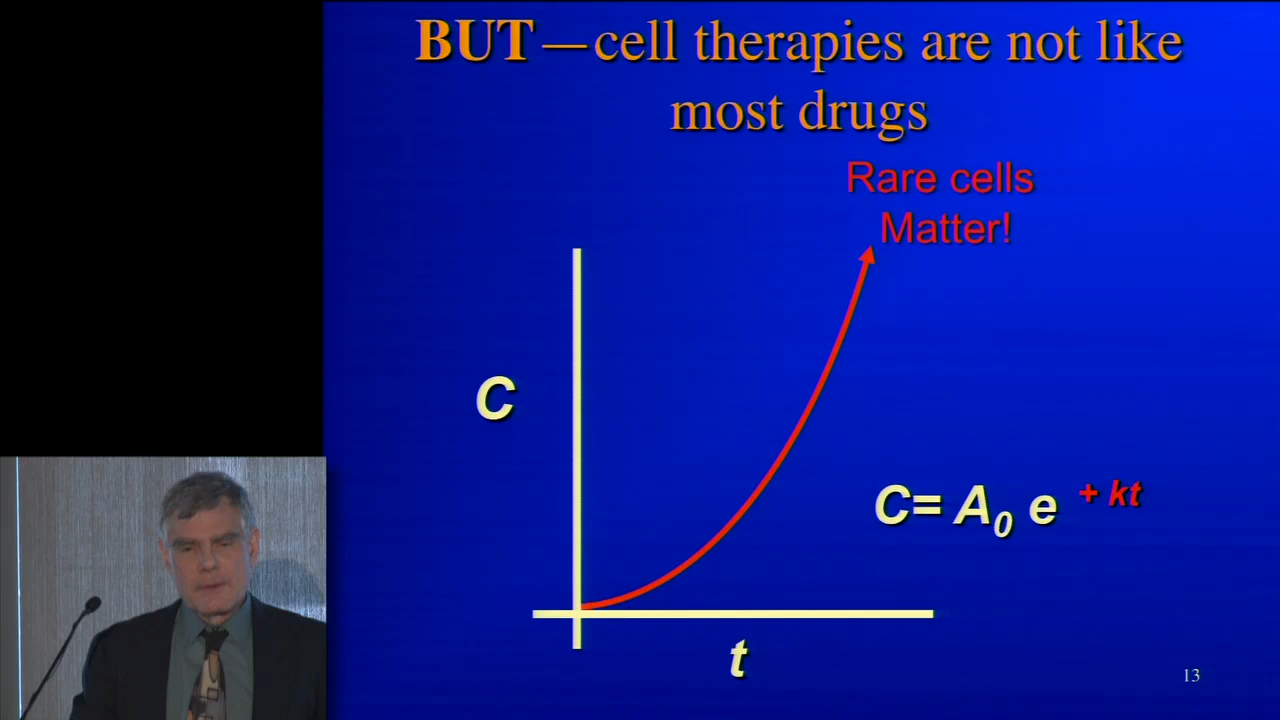 BUT—cell therapies are not like
most drugs
Rare cells
Matter!
C
C= A0 e + kt
t
13